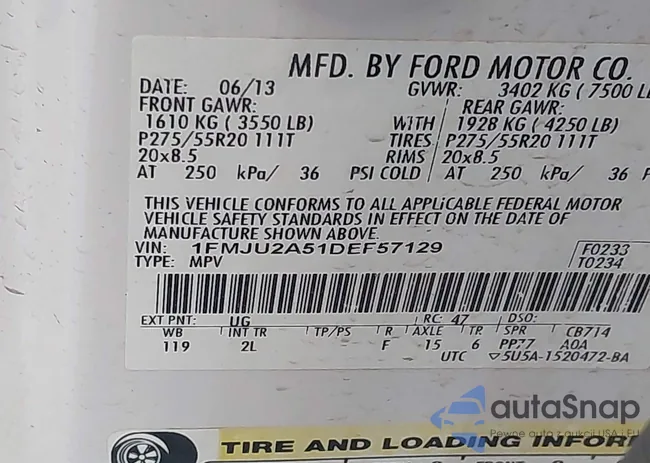 MFD. BY FORD MOTOR CO.
DATE: 06/13 GVWR: 3402 KG ( 7500 LB
FRONT GAWR: REAR GAWR:
1610 KG ( 3550 LB) WITH 1928 KG ( 4250 LB)
P275/55R20 111T TIRES P275/55R20 111T
20x8.5 RIMS 20x8.5
AT 250 kPa/ 36 PSI COLD AT 250 kPa/ 36 P
THIS VEHICLE CONFORMS TO ALL APPLICABLE FEDERAL MOTOR
VEHICLE SAFETY STANDARDS IN EFFECT ON THE DATE OF
MANUFACTURE SHOWN ABOVE.
VIN: 1FMJU2A51DEF57129 F0233
TYPE: MPV T0234
EXT PNT: UG RC: 47 DSO:
WB INT TR TP/PS R AXLE TR SPR CB714
119 2L F 15 6 PP77 A0A
UTC 5U5A-1520472-BA
autaSnap
Pewne auta z aukcji USA i EU
TIRE AND LOADING INFOR